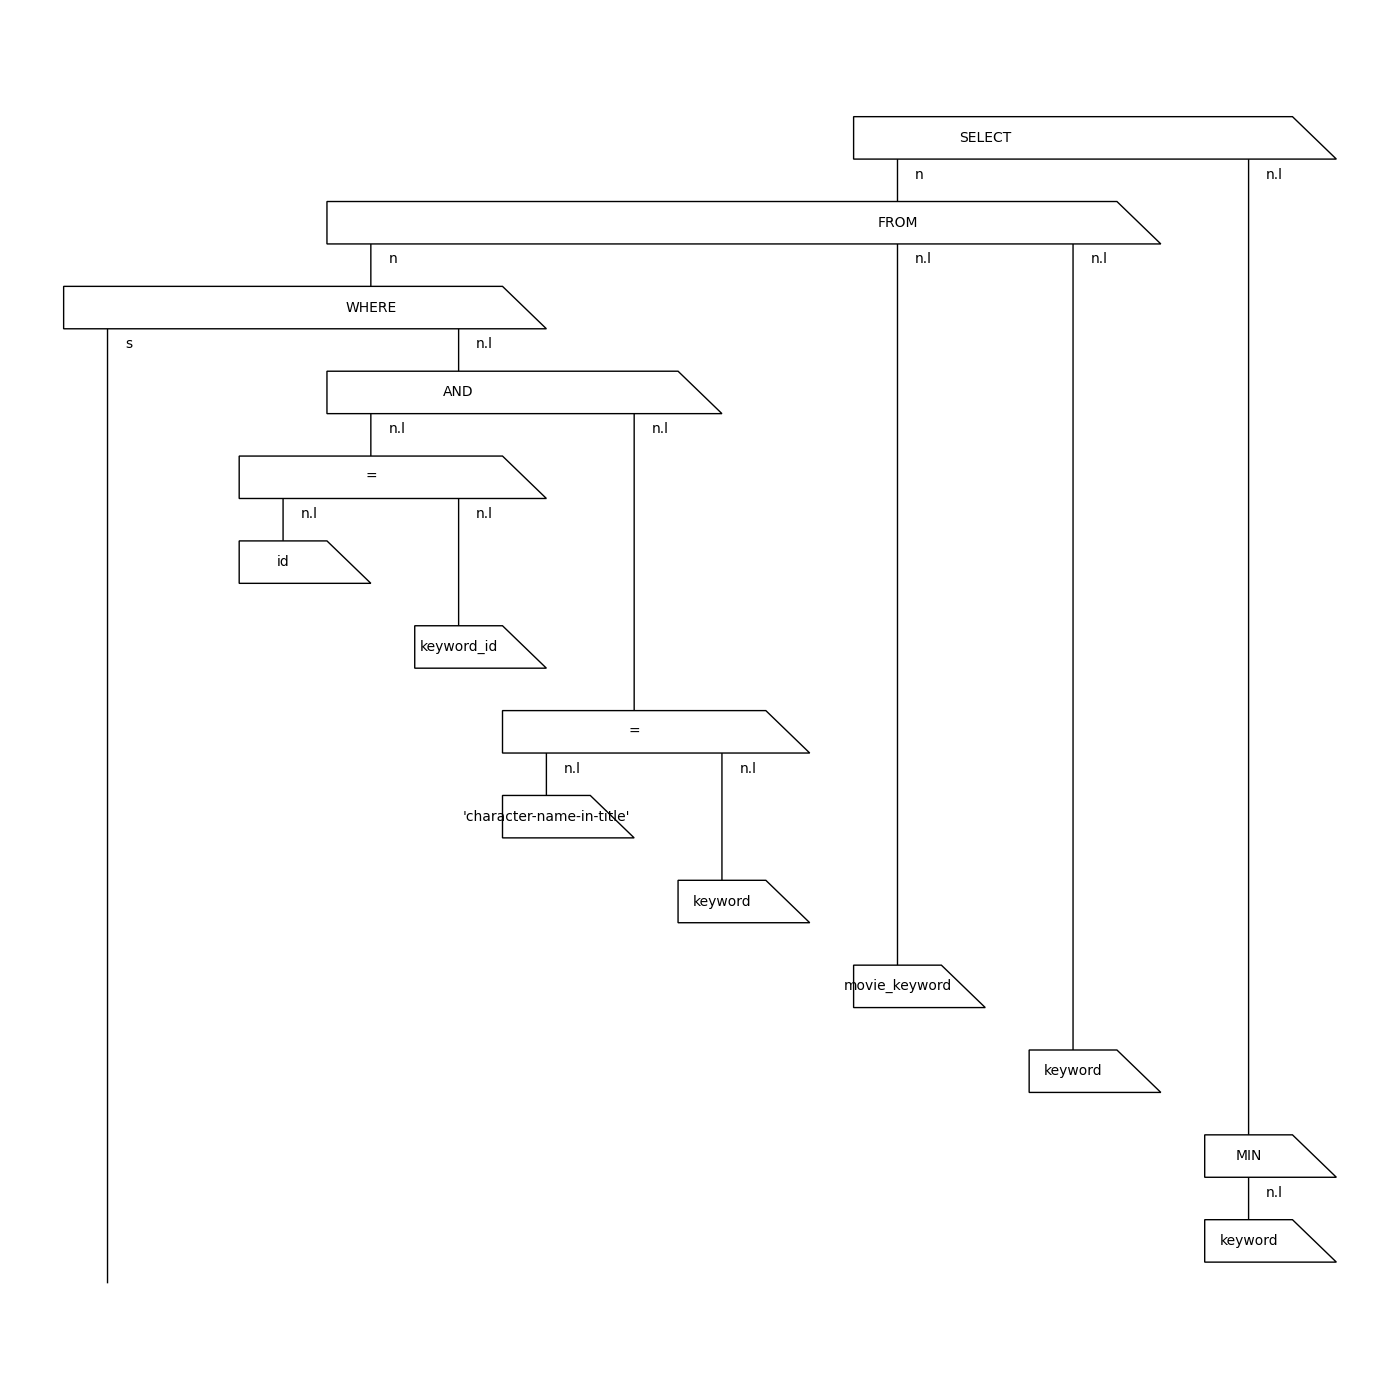 SELECT
n n.l
FROM
n n.l n.l
WHERE
s n.l
AND
n.l n.l
=
n.l n.l
id
keyword_id
=
n.l n.l
'character-name-in-title'
keyword
movie_keyword
keyword
MIN
n.l
keyword